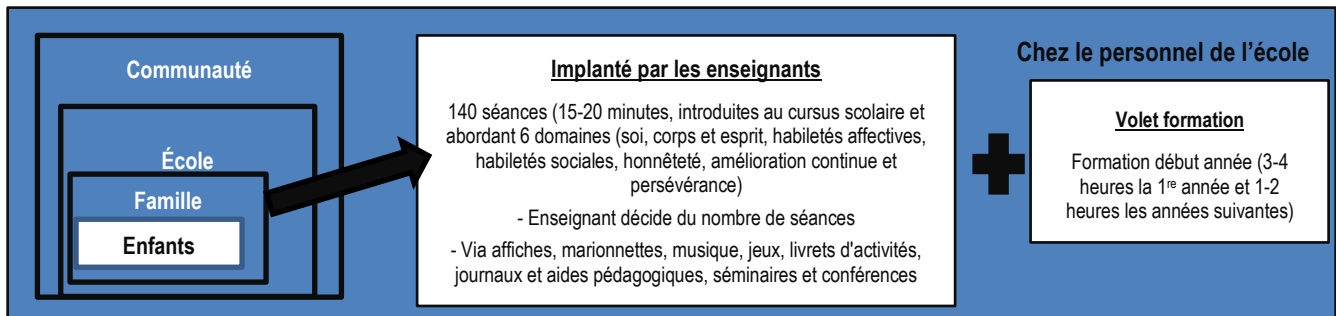 Communauté
École
Famille
Enfants
Implanté par les enseignants
140 séances (15-20 minutes, introduites au cursus scolaire et
abordant 6 domaines (soi, corps et esprit, habiletés affectives,
habiletés sociales, honnêteté, amélioration continue et
persévérance)
- Enseignant décide du nombre de séances
- Via affiches, marionnettes, musique, jeux, livrets d'activités,
journaux et aides pédagogiques, séminaires et conférences
Chez le personnel de l'école
Volet formation
Formation début année (3-4
heures la 1re année et 1-2
heures les années suivantes)